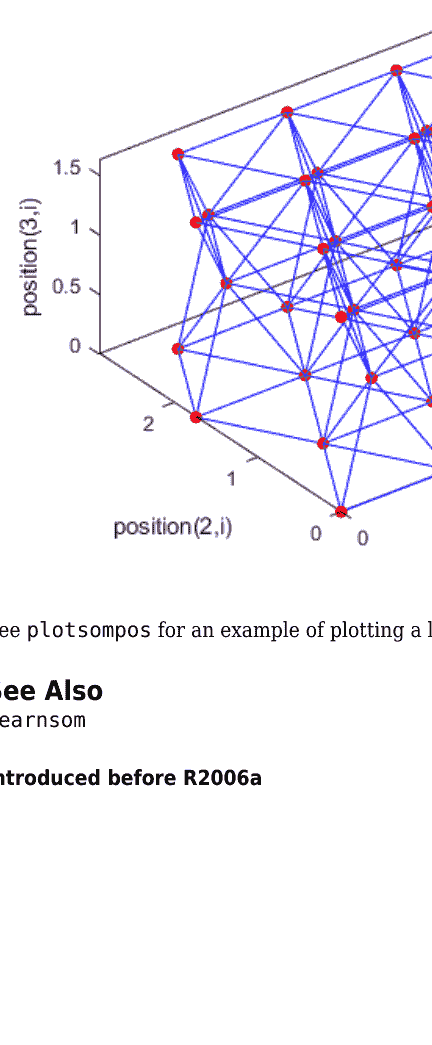 1.5
1
0.5
0
position(3,i)
2
1
0
0
position(2,i)
ee plotsompos for an example of plotting a l
See Also
earnsom
ntroduced before R2006a